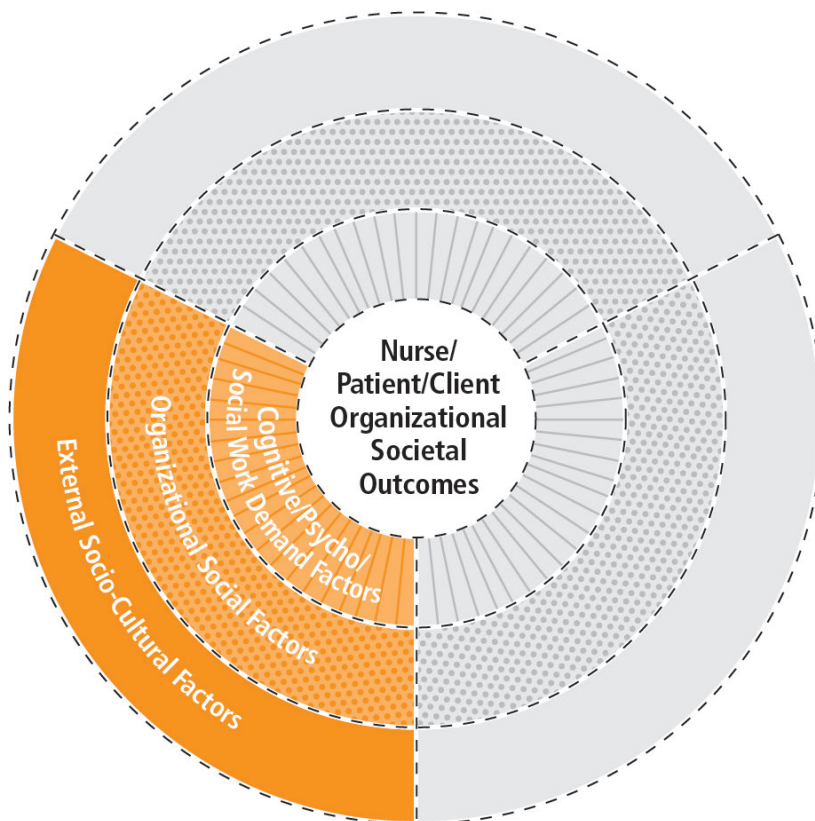 Nurse/
Patient/Client
Organizational
Societal
Outcomes
Cognitive/Psycho/
Social Work Demand Factors
Organizational Social Factors
External Socio-Cultural Factors